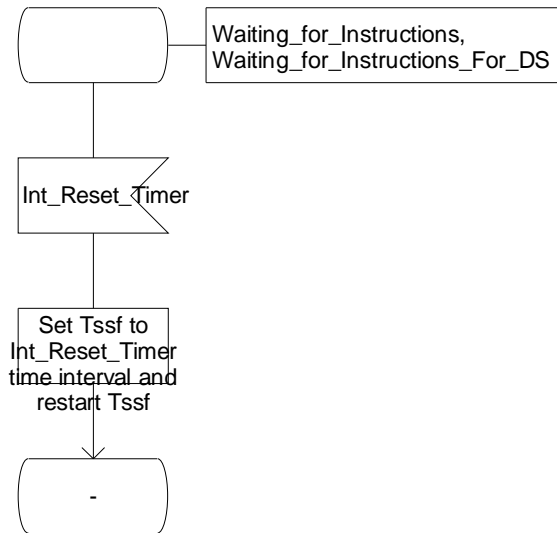 Waiting_for_Instructions,
Waiting_for_Instructions_For_DS
Int_Reset_Timer
Set Tssf to
Int_Reset_Timer
time interval and
restart Tssf
-